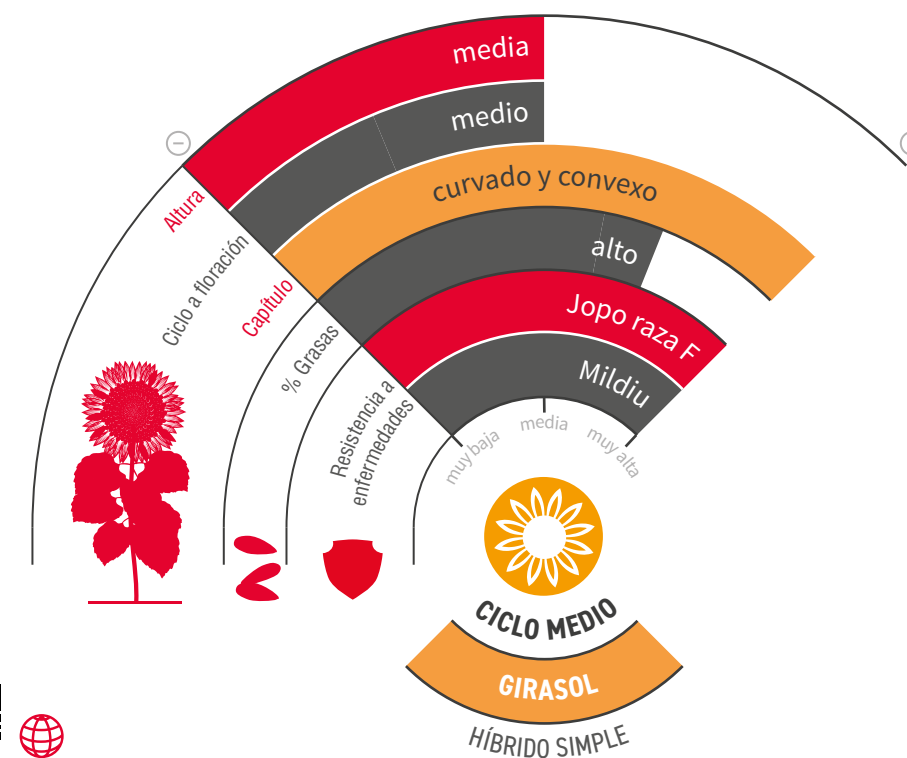 media
medio
curvado y convexo
alto
Jopo raza F
Mildiu
Altura
Ciclo a floración
Capítulo
% Grasas
Resistencia a
enfermedades
muy baja
media
muy alta
CICLO MEDIO
GIRASOL
HÍBRIDO SIMPLE